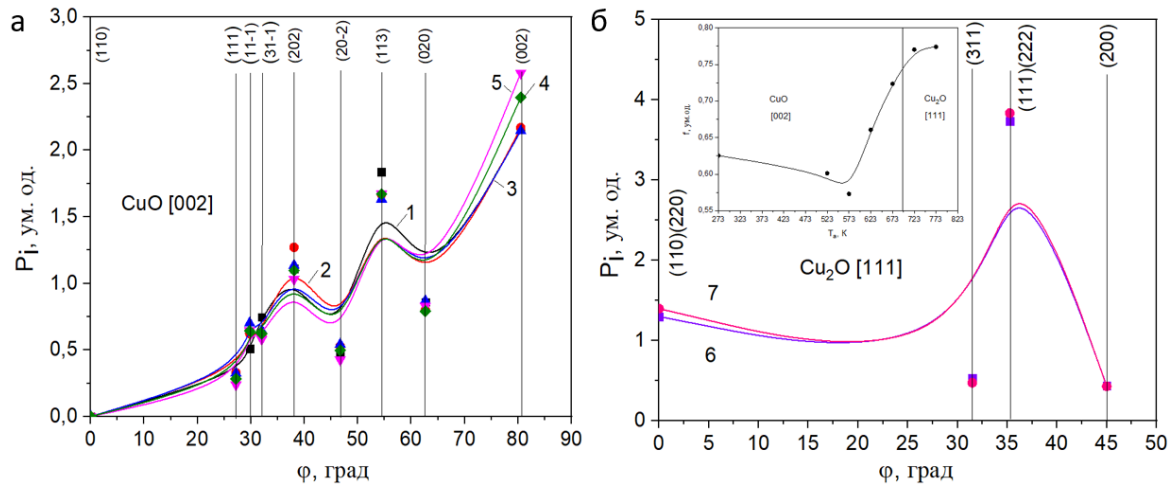 а
Pi, ум. од.
3,0
2,5
2,0
1,5
1,0
0,5
0,0
(110)
(111)
(11-1)
(31-1)
(202)
(20-2)
(113)
(020)
(002)
CuO [002]
1
2
3
4
5
0 10 20 30 40 50 60 70 80 90
φ, град
б
Pi, ум. од.
5
4
3
2
1
0
(110)(220)
(311)
(111)(222)
(200)
Cu₂O [111]
7
6
0 5 10 15 20 25 30 35 40 45 50
φ, град
f, ум.од.
0,85
0,80
0,75
0,70
0,65
0,60
0,55
CuO
[002]
Cu₂O
[111]
273 323 373 423 473 523 573 623 673 723 773 823
Tₐ, К